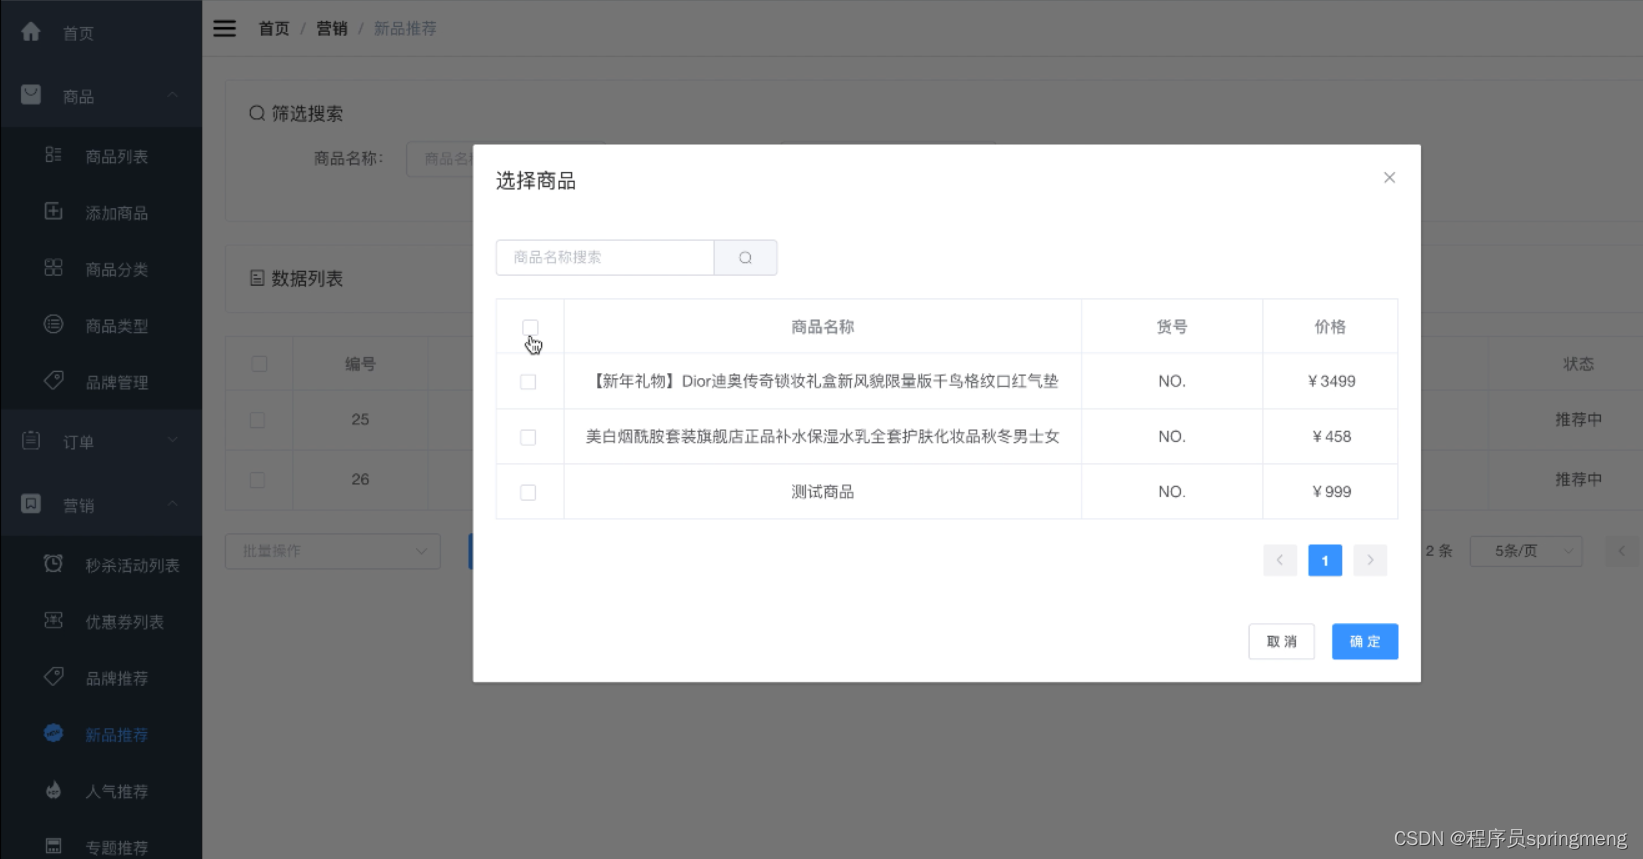 首页
商品
商品列表
添加商品
商品分类
商品类型
品牌管理
订单
营销
秒杀活动列表
优惠券列表
品牌推荐
新品推荐
人气推荐
专题推荐
首页 / 营销 / 新品推荐
筛选搜索
商品名称：
商品名
数据列表
编号 状态
25 推荐中
26 推荐中
批量操作
2 条 5条/页
选择商品
商品名称搜索
商品名称 货号 价格
【新年礼物】Dior迪奥传奇锁妆礼盒新风貌限量版千鸟格纹口红气垫 NO. ￥3499
美白烟酰胺套装旗舰店正品补水保湿水乳全套护肤化妆品秋冬男士女 NO. ￥458
测试商品 NO. ￥999
1
取 消 确 定
CSDN @程序员springmeng